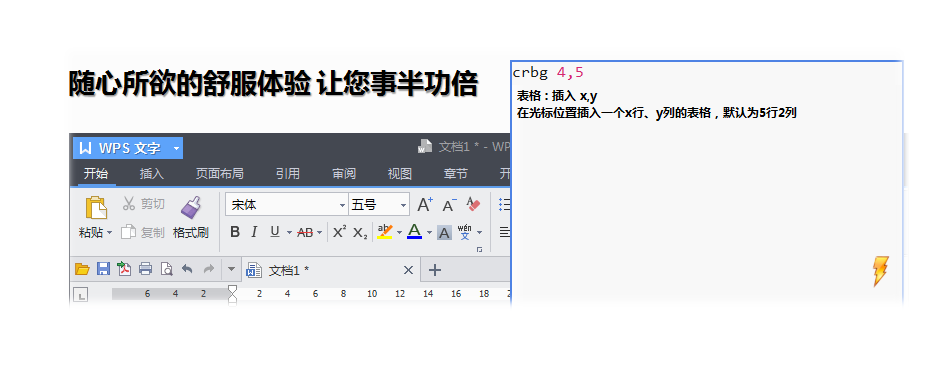 随心所欲的舒服体验 让您事半功倍
crbg 4,5
表格：插入 x,y
在光标位置插入一个x行、y列的表格，默认为5行2列
WPS 文字
文档1 * - WP
开始 插入 页面布局 引用 审阅 视图 章节 开
剪切
宋体 五号 A+ A-
粘贴 复制 格式刷
B I U AB X² X₂ ab A A wén 文
文档1 *
6 4 2 2 4 6 8 10 12 14 16 18 2